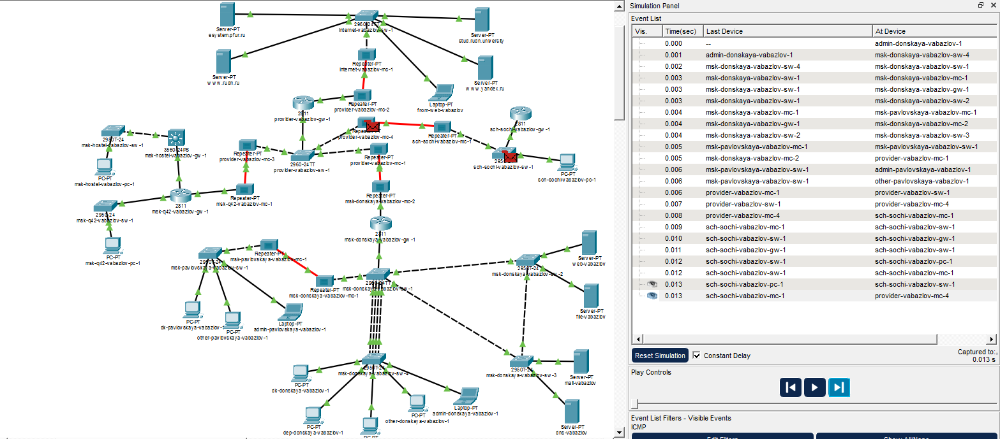 Simulation Panel
Event List
Vis. Time(sec) Last Device At Device
0.000 -- admin-donskaya-vabazlov-1
0.001 admin-donskaya-vabazlov-1 msk-donskaya-vabazlov-sw-4
0.002 msk-donskaya-vabazlov-sw-4 msk-donskaya-vabazlov-sw-1
0.003 msk-donskaya-vabazlov-sw-1 msk-donskaya-vabazlov-mc-1
0.003 msk-donskaya-vabazlov-sw-1 msk-donskaya-vabazlov-gw-1
0.003 msk-donskaya-vabazlov-sw-1 msk-donskaya-vabazlov-sw-2
0.004 msk-donskaya-vabazlov-mc-1 msk-pavlovskaya-vabazlov-mc-1
0.004 msk-donskaya-vabazlov-gw-1 msk-donskaya-vabazlov-mc-2
0.004 msk-donskaya-vabazlov-sw-2 msk-donskaya-vabazlov-sw-3
0.005 msk-pavlovskaya-vabazlov-mc-1 msk-pavlovskaya-vabazlov-sw-1
0.005 msk-donskaya-vabazlov-mc-2 provider-vabazlov-mc-1
0.006 msk-pavlovskaya-vabazlov-sw-1 admin-pavlovskaya-vabazlov-1
0.006 msk-pavlovskaya-vabazlov-sw-1 other-pavlovskaya-vabazlov-1
0.006 provider-vabazlov-mc-1 provider-vabazlov-sw-1
0.007 provider-vabazlov-sw-1 provider-vabazlov-mc-4
0.008 provider-vabazlov-mc-4 sch-sochi-vabazlov-mc-1
0.009 sch-sochi-vabazlov-mc-1 sch-sochi-vabazlov-sw-1
0.010 sch-sochi-vabazlov-sw-1 sch-sochi-vabazlov-gw-1
0.011 sch-sochi-vabazlov-gw-1 sch-sochi-vabazlov-sw-1
0.012 sch-sochi-vabazlov-sw-1 sch-sochi-vabazlov-pc-1
0.012 sch-sochi-vabazlov-sw-1 sch-sochi-vabazlov-mc-1
0.013 sch-sochi-vabazlov-pc-1 sch-sochi-vabazlov-sw-1
0.013 sch-sochi-vabazlov-mc-1 provider-vabazlov-mc-4
Reset Simulation Constant Delay
Captured to:
0.013 s
Play Controls
Event List Filters - Visible Events
ICMP
Edit Filters Show All/None
Server-PT
esystem.pfur.ru
2960-24TT
internet-vabazlov-sw-1
Server-PT
stud.rudn.university
Server-PT
www.rudn.ru
Repeater-PT
internet-vabazlov-mc-1
Server-PT
www.yandex.ru
Repeater-PT
provider-vabazlov-mc-2
Laptop-PT
from-web-vabazlov
2811
provider-vabazlov-gw-1
2811
sch-sochi-vabazlov-gw-1
provider-vabazlov-mc-4
Repeater-PT
sch-sochi-vabazlov-mc-1
2950T-24
msk-hostel-vabazlov-sw-1
3560-24PS
msk-hostel-vabazlov-gw-1
Repeater-PT
provider-vabazlov-mc-3
2960-24TT
provider-vabazlov-sw-1
Repeater-PT
provider-vabazlov-mc-1
sch-sochi-vabazlov-sw-1
PC-PT
sch-sochi-vabazlov-pc-1
PC-PT
msk-hostel-vabazlov-pc-1
2811
msk-q42-vabazlov-gw-1
Repeater-PT
msk-q42-vabazlov-mc-1
Repeater-PT
msk-donskaya-vabazlov-mc-2
2950-24
msk-q42-vabazlov-sw-1
2811
msk-donskaya-vabazlov-gw-1
PC-PT
msk-q42-vabazlov-pc-1
Repeater-PT
msk-pavlovskaya-vabazlov-mc-1
2950T-24
msk-pavlovskaya-vabazlov-sw-1
Server-PT
web-vabazlov
2950T-24
msk-donskaya-vabazlov-sw-2
2960-24TT
msk-donskaya-vabazlov-sw-1
Repeater-PT
msk-donskaya-vabazlov-mc-1
Server-PT
file-vabazlov
PC-PT
dk-pavlovskaya-vabazlov-1
PC-PT
other-pavlovskaya-vabazlov-1
Laptop-PT
admin-pavlovskaya-vabazlov-1
2950T-24
msk-donskaya-vabazlov-sw-4
2950T-24
msk-donskaya-vabazlov-sw-3
Server-PT
mail-vabazlov
PC-PT
dk-donskaya-vabazlov-1
PC-PT
dep-donskaya-vabazlov-1
PC-PT
other-donskaya-vabazlov-1
Laptop-PT
admin-donskaya-vabazlov-1
Server-PT
dns-vabazlov
PC-PT